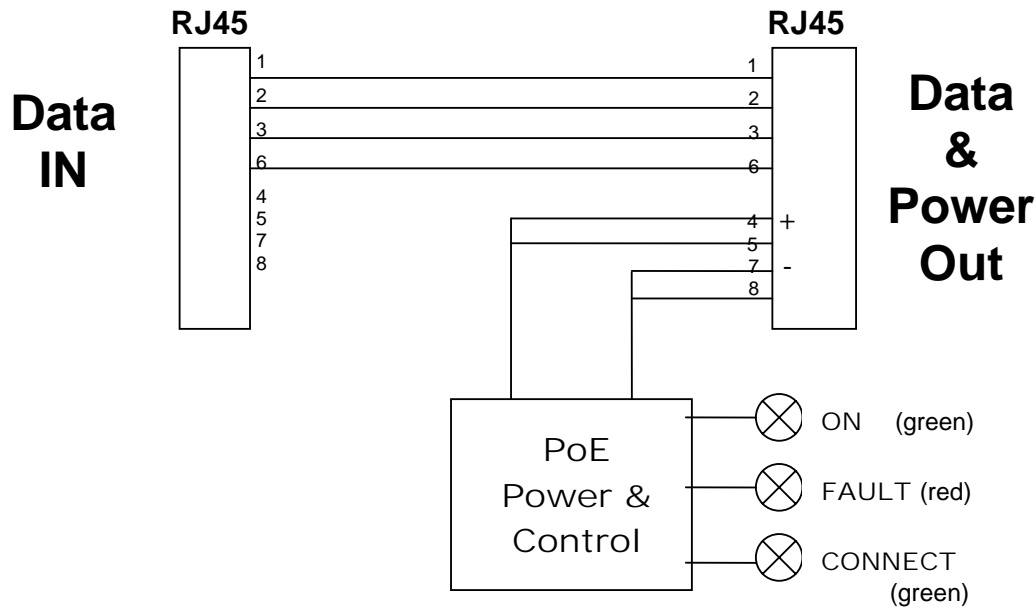 RJ45
RJ45
Data
IN
1
2
3
6
4
5
7
8
1
2
3
6
4 +
5
7 -
8
Data
&
Power
Out
PoE
Power &
Control
ON (green)
FAULT (red)
CONNECT
(green)